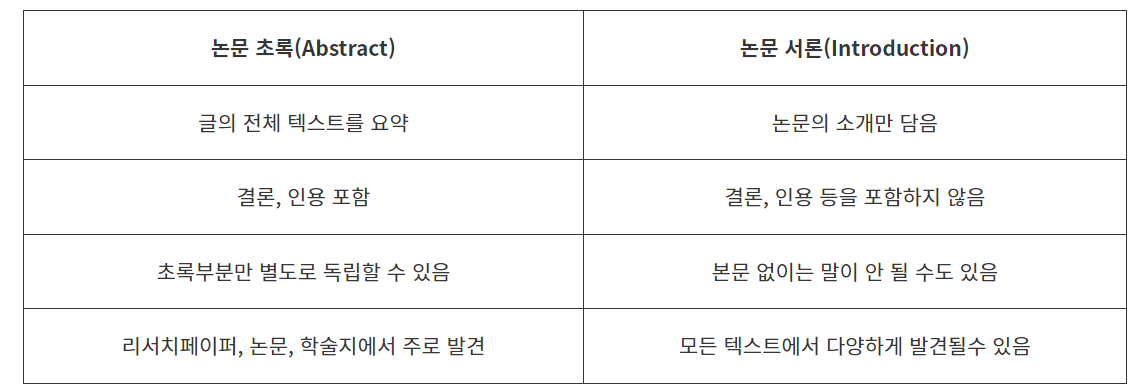 논문 초록(Abstract) 논문 서론(Introduction)
글의 전체 텍스트를 요약 논문의 소개만 담음
결론, 인용 포함 결론, 인용 등을 포함하지 않음
초록부분만 별도로 독립할 수 있음 본문 없이는 말이 안 될 수도 있음
리서치페이퍼, 논문, 학술지에서 주로 발견 모든 텍스트에서 다양하게 발견될수 있음